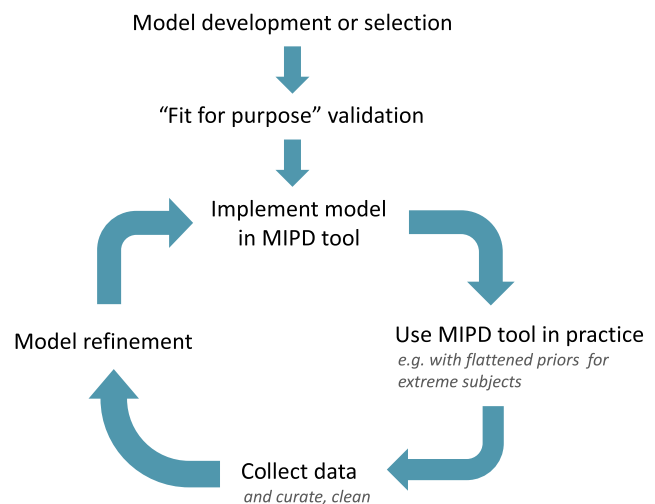 Model development or selection
“Fit for purpose” validation
Implement model
in MIPD tool
Model refinement
Use MIPD tool in practice
e.g. with flattened priors for
extreme subjects
Collect data
and curate, clean